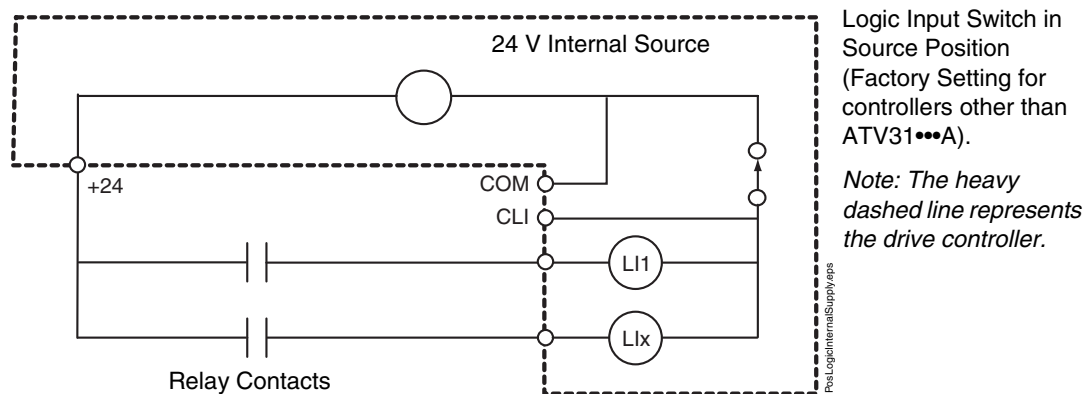 24 V Internal Source
+24
COM
CLI
LI1
LIx
Relay Contacts
PosLogicInternalSupply.eps
Logic Input Switch in
Source Position
(Factory Setting for
controllers other than
ATV31•••A).
Note: The heavy
dashed line represents
the drive controller.